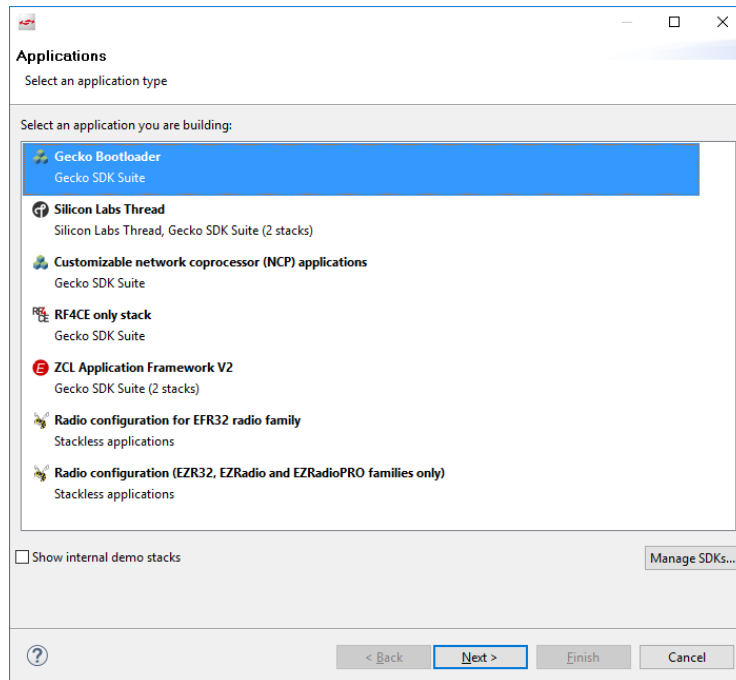 Applications
Select an application type
Select an application you are building:
Gecko Bootloader
Gecko SDK Suite
Silicon Labs Thread
Silicon Labs Thread, Gecko SDK Suite (2 stacks)
Customizable network coprocessor (NCP) applications
Gecko SDK Suite
RF4CE only stack
Gecko SDK Suite
ZCL Application Framework V2
Gecko SDK Suite (2 stacks)
Radio configuration for EFR32 radio family
Stackless applications
Radio configuration (EZR32, EZRadio and EZRadioPRO families only)
Stackless applications
Show internal demo stacks
Manage SDKs...
? < Back Next > Finish Cancel